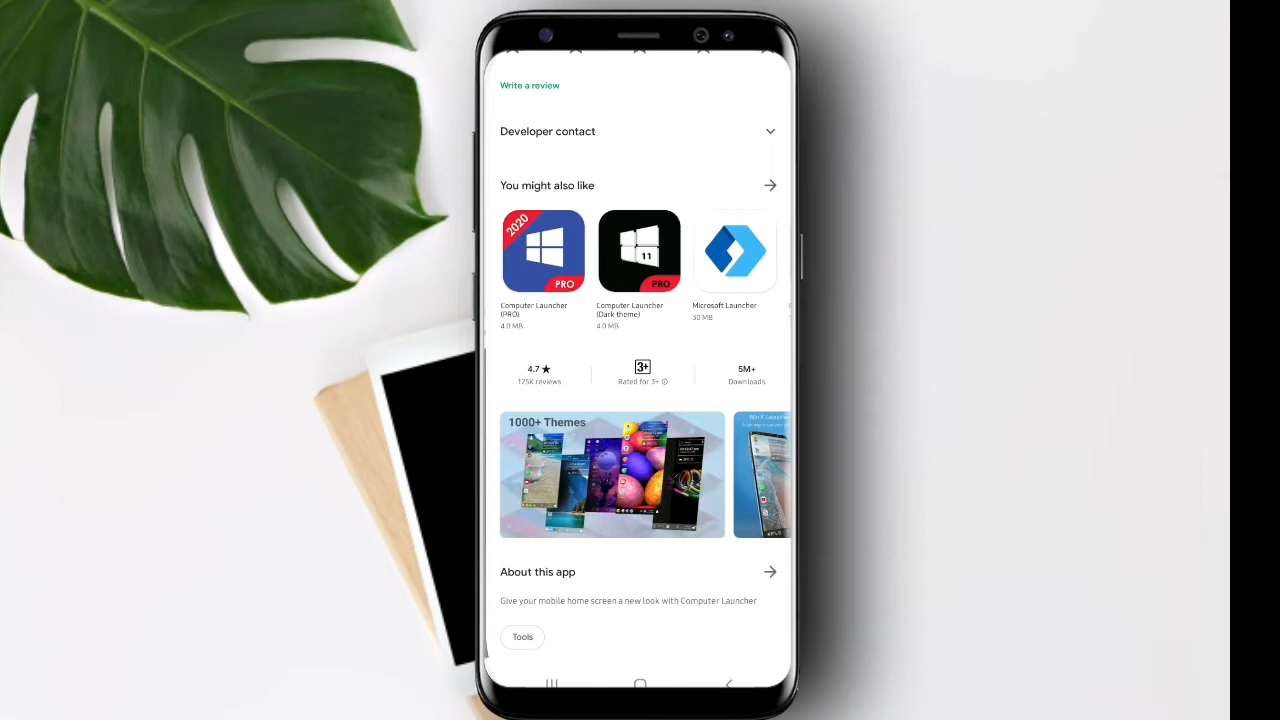 Write a review
Developer contact
You might also like
2020
PRO
11
PRO
Computer Launcher
(PRO)
4.0 MB
Computer Launcher
(Dark theme)
4.0 MB
Microsoft Launcher
30 MB
4.7 ★
125K reviews
3+
Rated for 3+
5M+
Downloads
1000+ Themes
Win X Launcher
About this app
Give your mobile home screen a new look with Computer Launcher
Tools